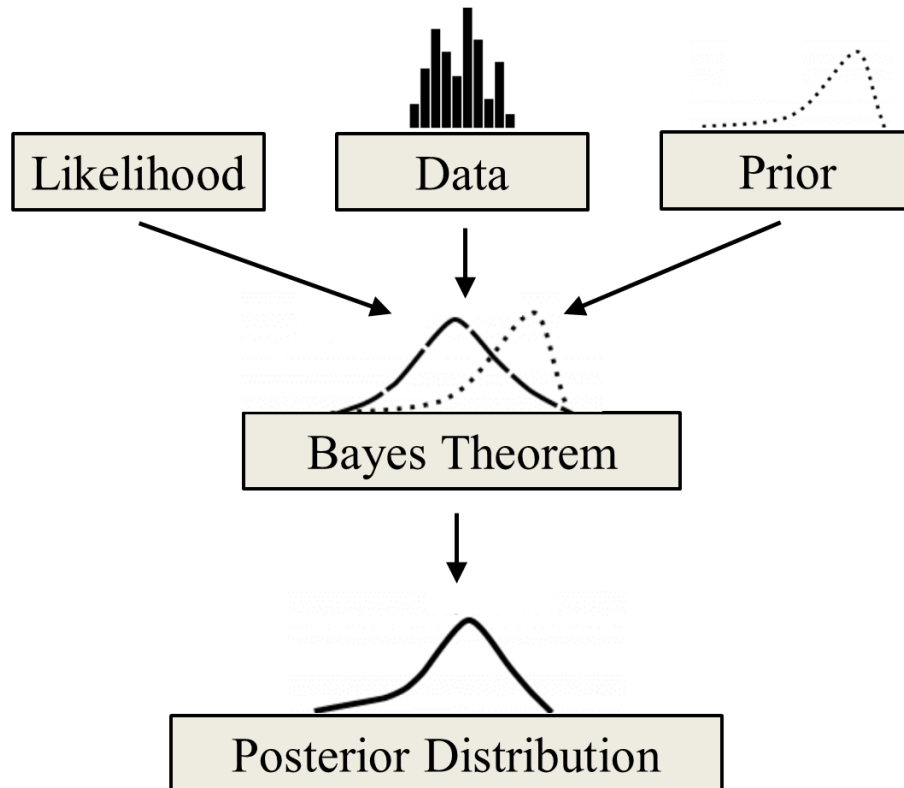 Likelihood
Data
Prior
Bayes Theorem
Posterior Distribution